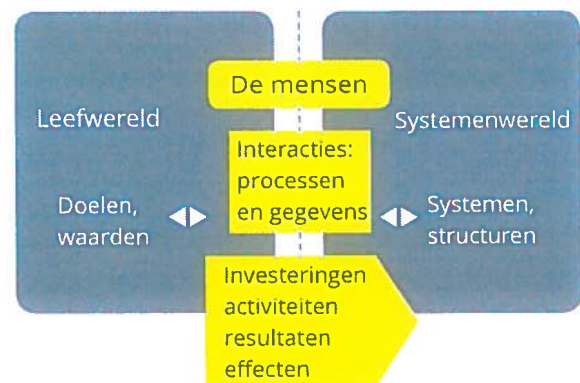 De mensen
Leefwereld
Systemenwereld
Interacties:
processen
en gegevens
Doelen,
waarden
Systemen,
structuren
Investeringen
activiteiten
resultaten
effecten